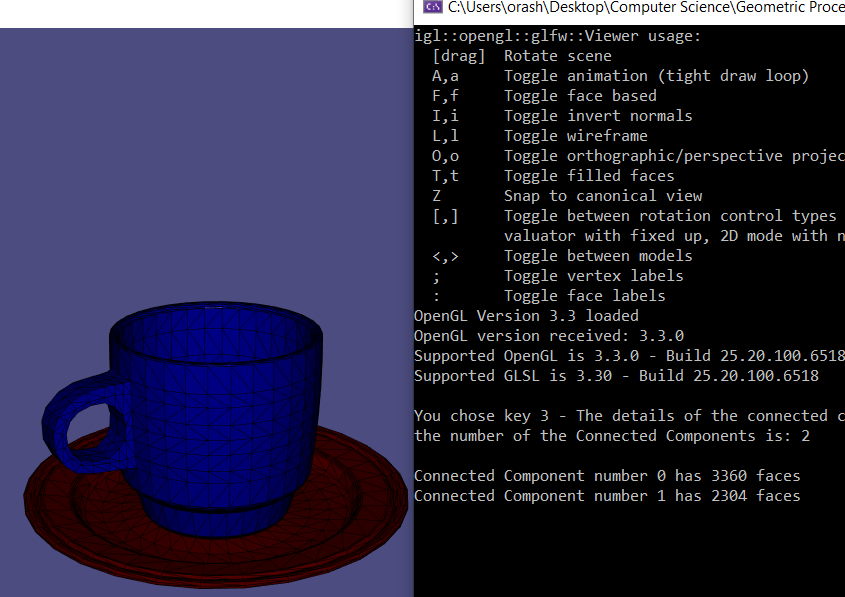 C:\Users\orash\Desktop\Computer Science\Geometric Proce
igl::opengl::glfw::Viewer usage:
[drag] Rotate scene
A,a Toggle animation (tight draw loop)
F,f Toggle face based
I,i Toggle invert normals
L,l Toggle wireframe
O,o Toggle orthographic/perspective projec
T,t Toggle filled faces
Z Snap to canonical view
[,] Toggle between rotation control types
valuator with fixed up, 2D mode with n
<,> Toggle between models
; Toggle vertex labels
: Toggle face labels
OpenGL Version 3.3 loaded
OpenGL version received: 3.3.0
Supported OpenGL is 3.3.0 - Build 25.20.100.6518
Supported GLSL is 3.30 - Build 25.20.100.6518
You chose key 3 - The details of the connected c
the number of the Connected Components is: 2
Connected Component number 0 has 3360 faces
Connected Component number 1 has 2304 faces